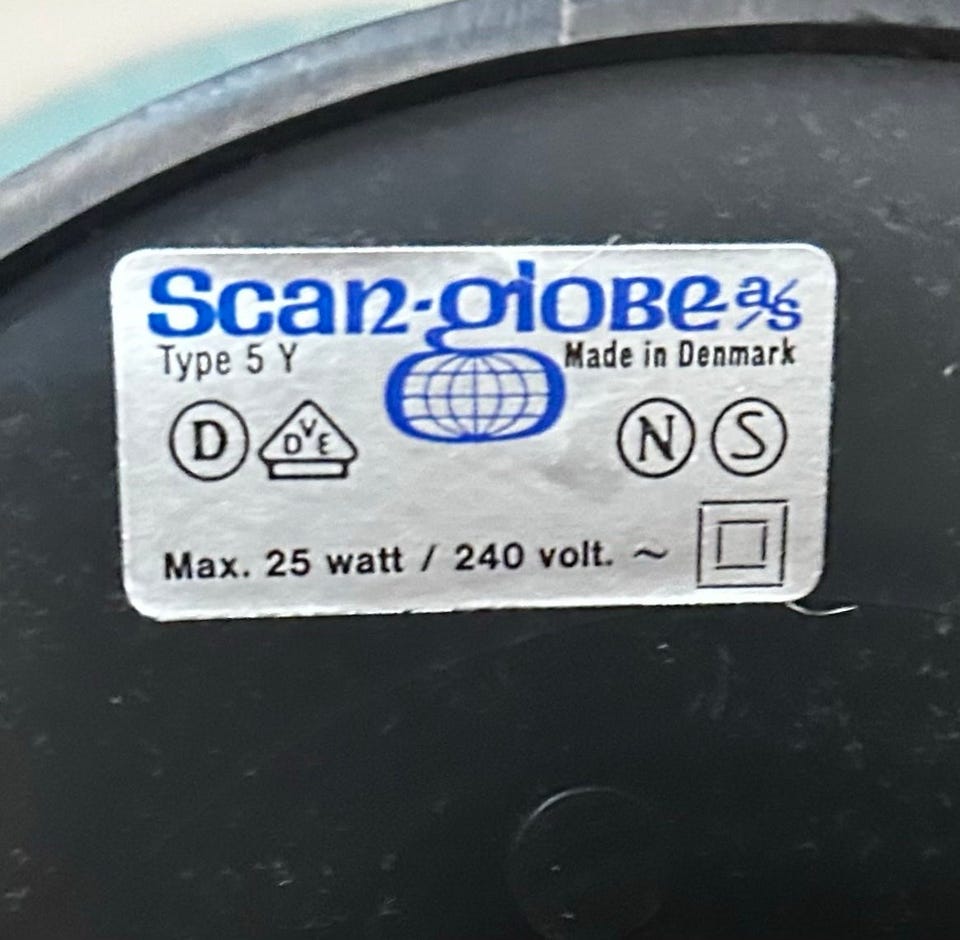 Scan-gloBe a/s
Type 5 Y Made in Denmark
D DVE N S
Max. 25 watt / 240 volt. ~